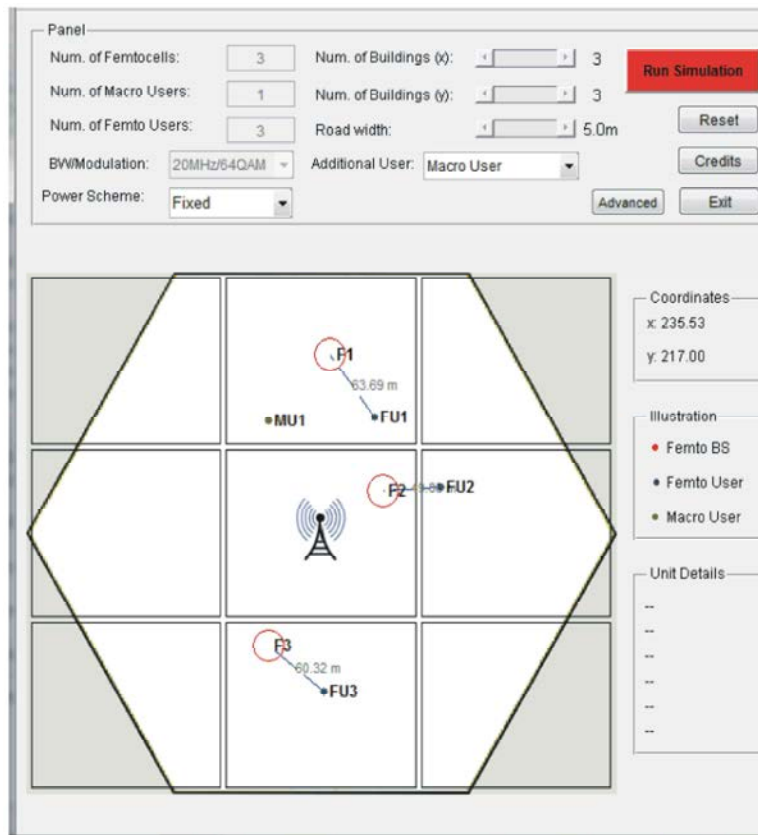 Panel
Num. of Femtocells: 3 Num. of Buildings (x): 3
Run Simulation
Num. of Macro Users: 1 Num. of Buildings (y): 3
Num. of Femto Users: 3 Road width: 5.0m Reset
BW/Modulation: 20MHz/64QAM Additional User: Macro User Credits
Power Scheme: Fixed Advanced Exit
Coordinates
x: 235.53
y: 217.00
F1
63.69 m
MU1 FU1
Illustration
Femto BS
Femto User
Macro User
F2 FU2
Unit Details
--
--
--
--
--
--
F3
60.32 m
FU3